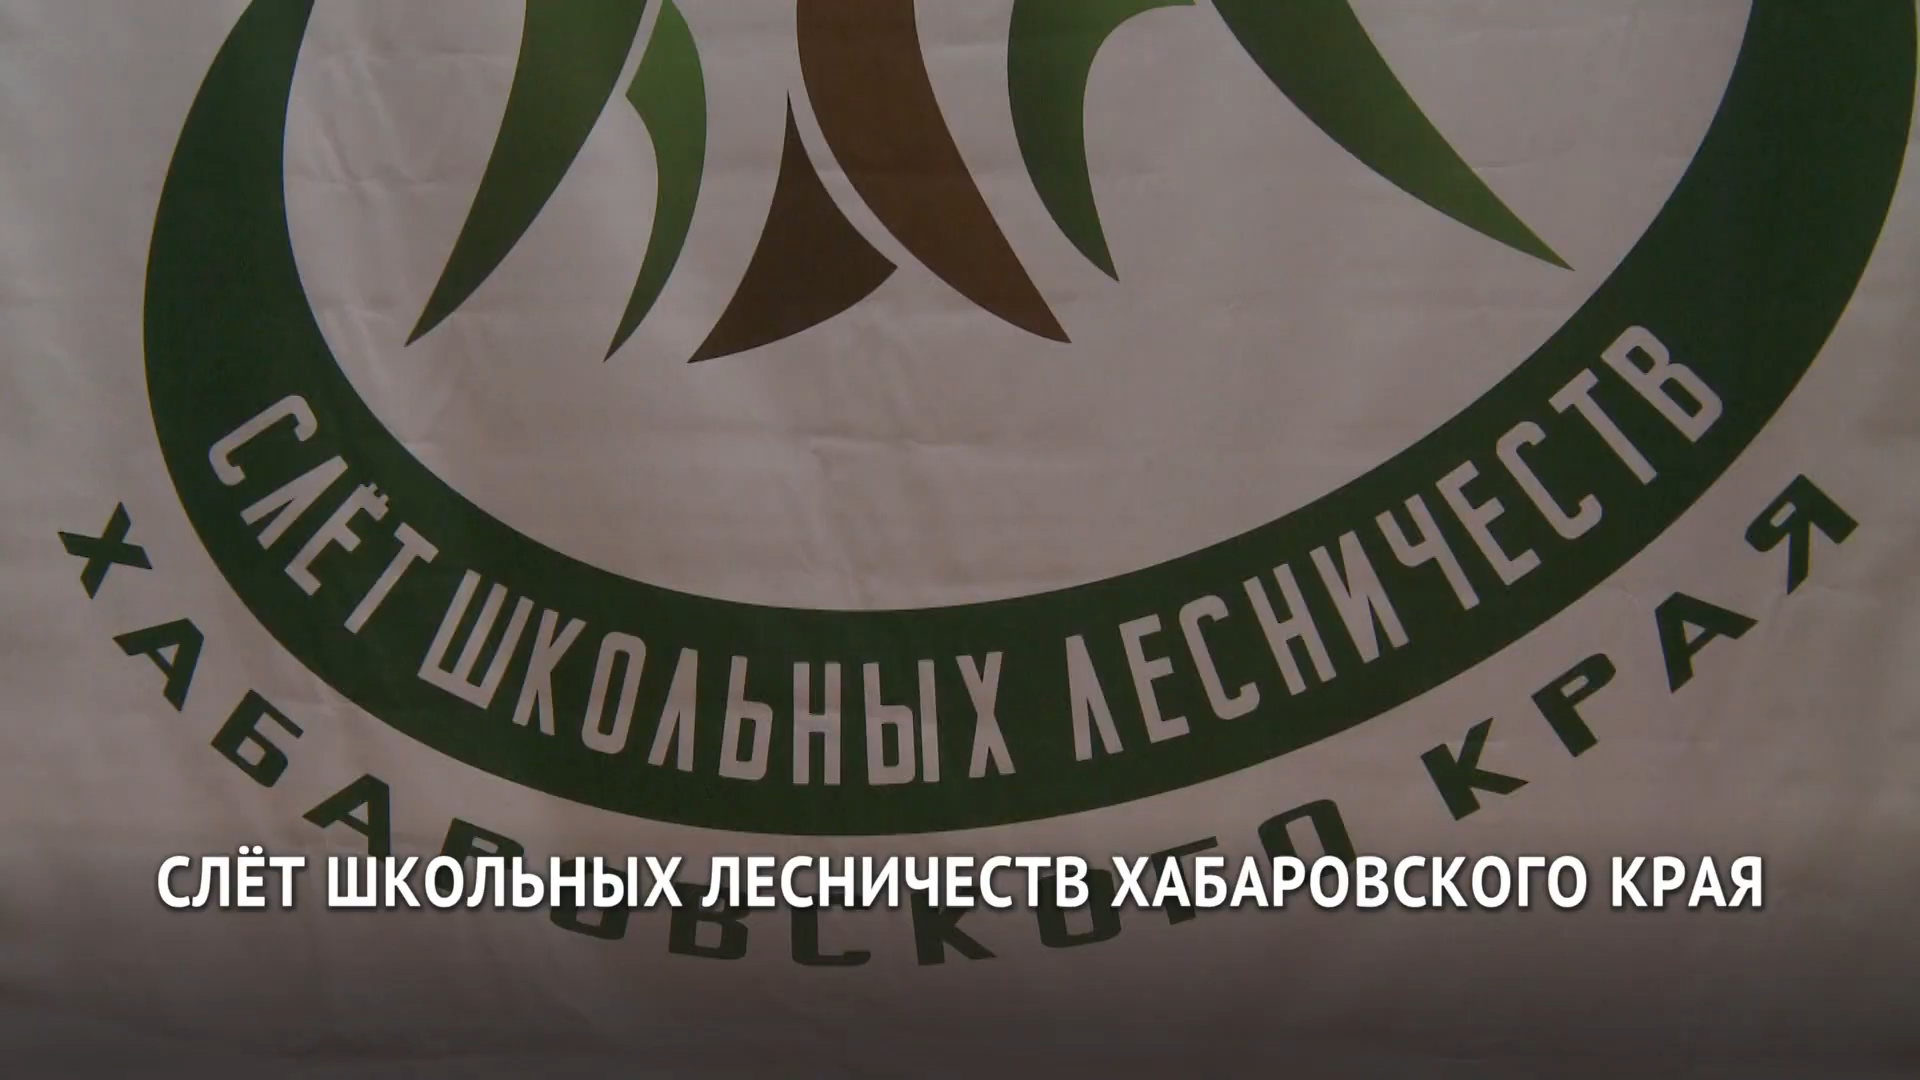 СЛЁТ ШКОЛЬНЫХ ЛЕСНИЧЕСТВ
ХАБАРОВСКОГО КРАЯ
СЛЁТ ШКОЛЬНЫХ ЛЕСНИЧЕСТВ ХАБАРОВСКОГО КРАЯ